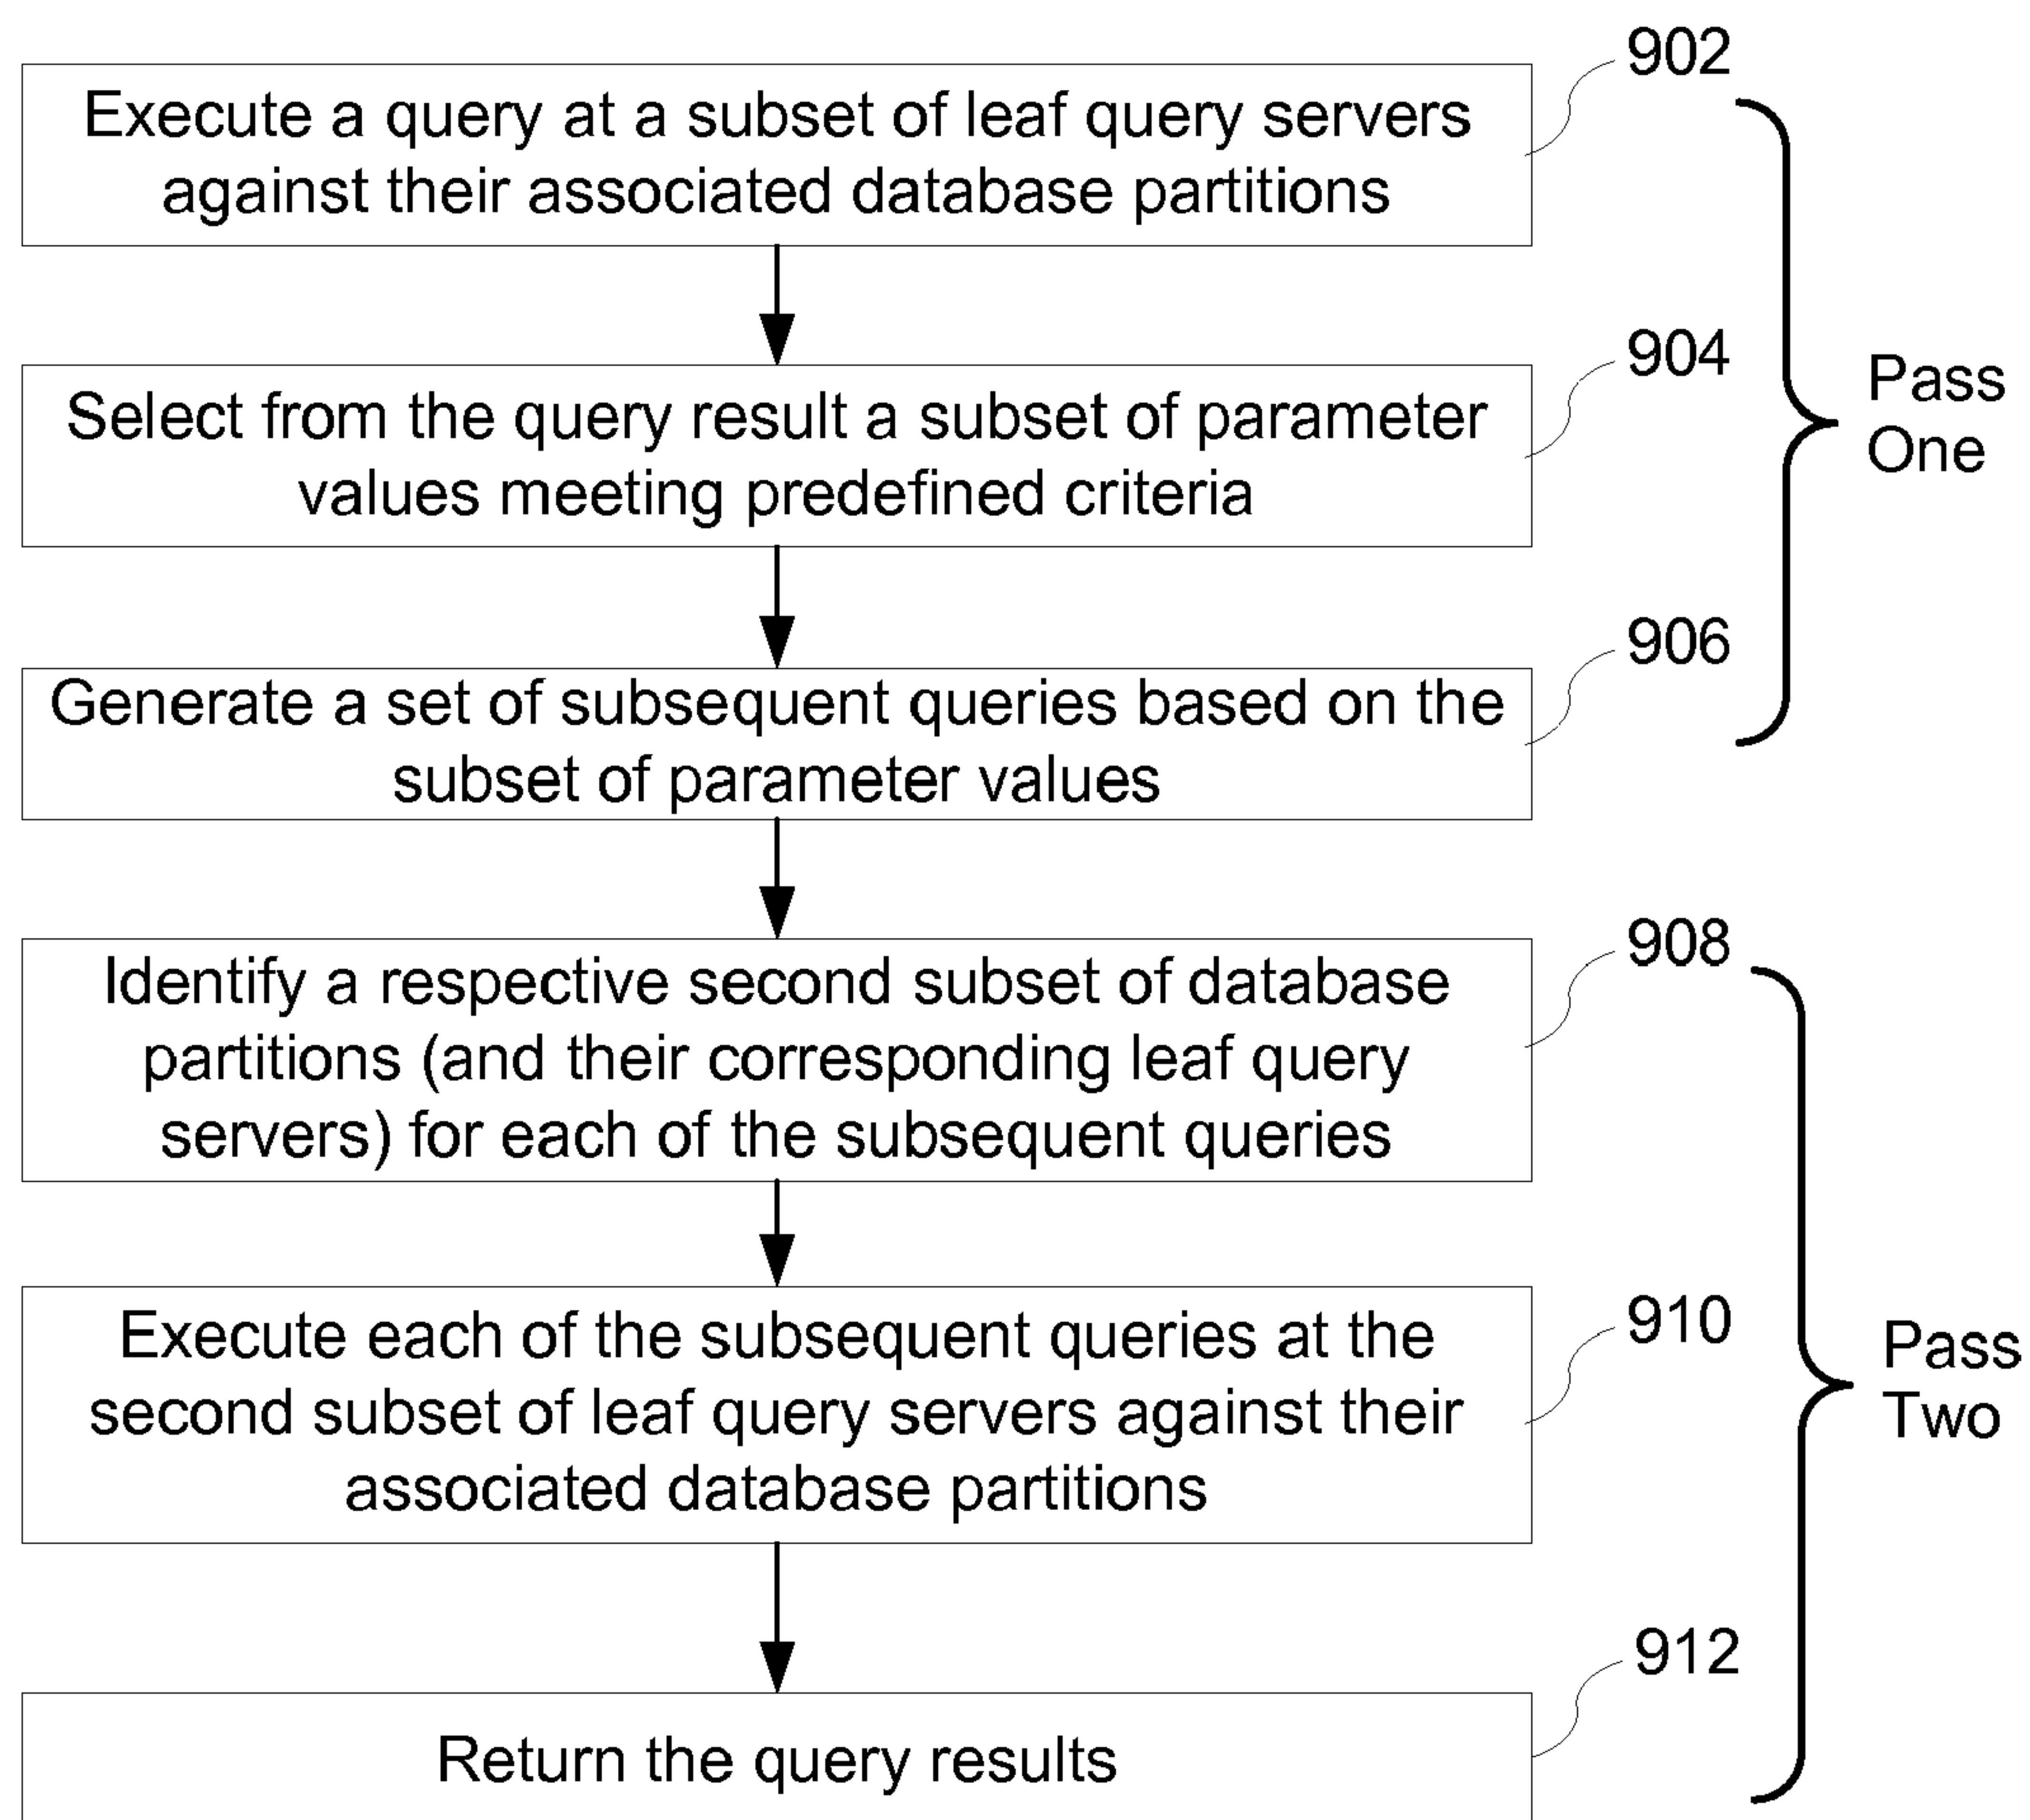 902
Execute a query at a subset of leaf query servers
against their associated database partitions
904
Select from the query result a subset of parameter
values meeting predefined criteria
Pass
One
906
Generate a set of subsequent queries based on the
subset of parameter values
908
Identify a respective second subset of database
partitions (and their corresponding leaf query
servers) for each of the subsequent queries
910
Execute each of the subsequent queries at the
second subset of leaf query servers against their
associated database partitions
Pass
Two
912
Return the query results